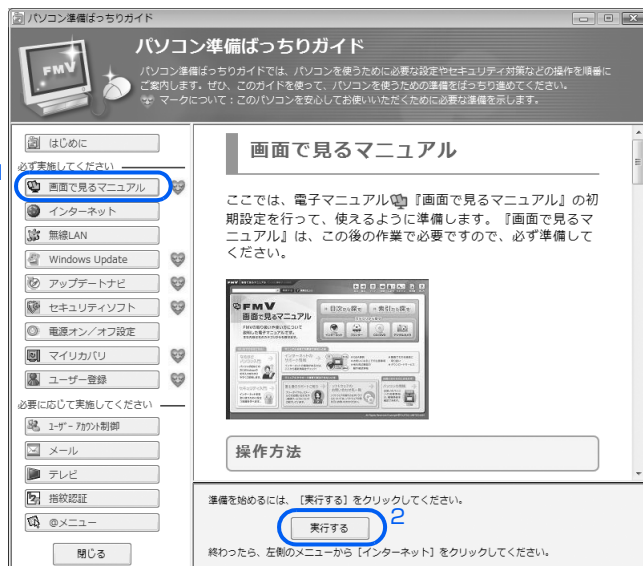 パソコン準備ばっちりガイド
FMV
パソコン準備ばっちりガイド
パソコン準備ばっちりガイドでは、パソコンを使うために必要な設定やセキュリティ対策などの操作を順番に
ご案内します。ぜひ、このガイドを使って、パソコンを使うための準備をばっちり進めてください。
マークについて:このパソコンを安心してお使いいただくために必要な準備を示します。
はじめに
必ず実施してください
画面で見るマニュアル
インターネット
無線LAN
Windows Update
アップデートナビ
セキュリティソフト
電源オン/オフ設定
マイリカバリ
ユーザー登録
必要に応じて実施してください
ユーザーアカウント制御
メール
テレビ
指紋認証
@メニュー
閉じる
画面で見るマニュアル
ここでは、電子マニュアル『画面で見るマニュアル』の初
期設定を行って、使えるように準備します。『画面で見るマ
ニュアル』は、この後の作業で必要ですので、必ず準備して
ください。
FMV
画面で見るマニュアル
目次から探す
索引から探す
操作方法
準備を始めるには、[実行する]をクリックしてください。
実行する
2
終わったら、左側のメニューから[インターネット]をクリックしてください。